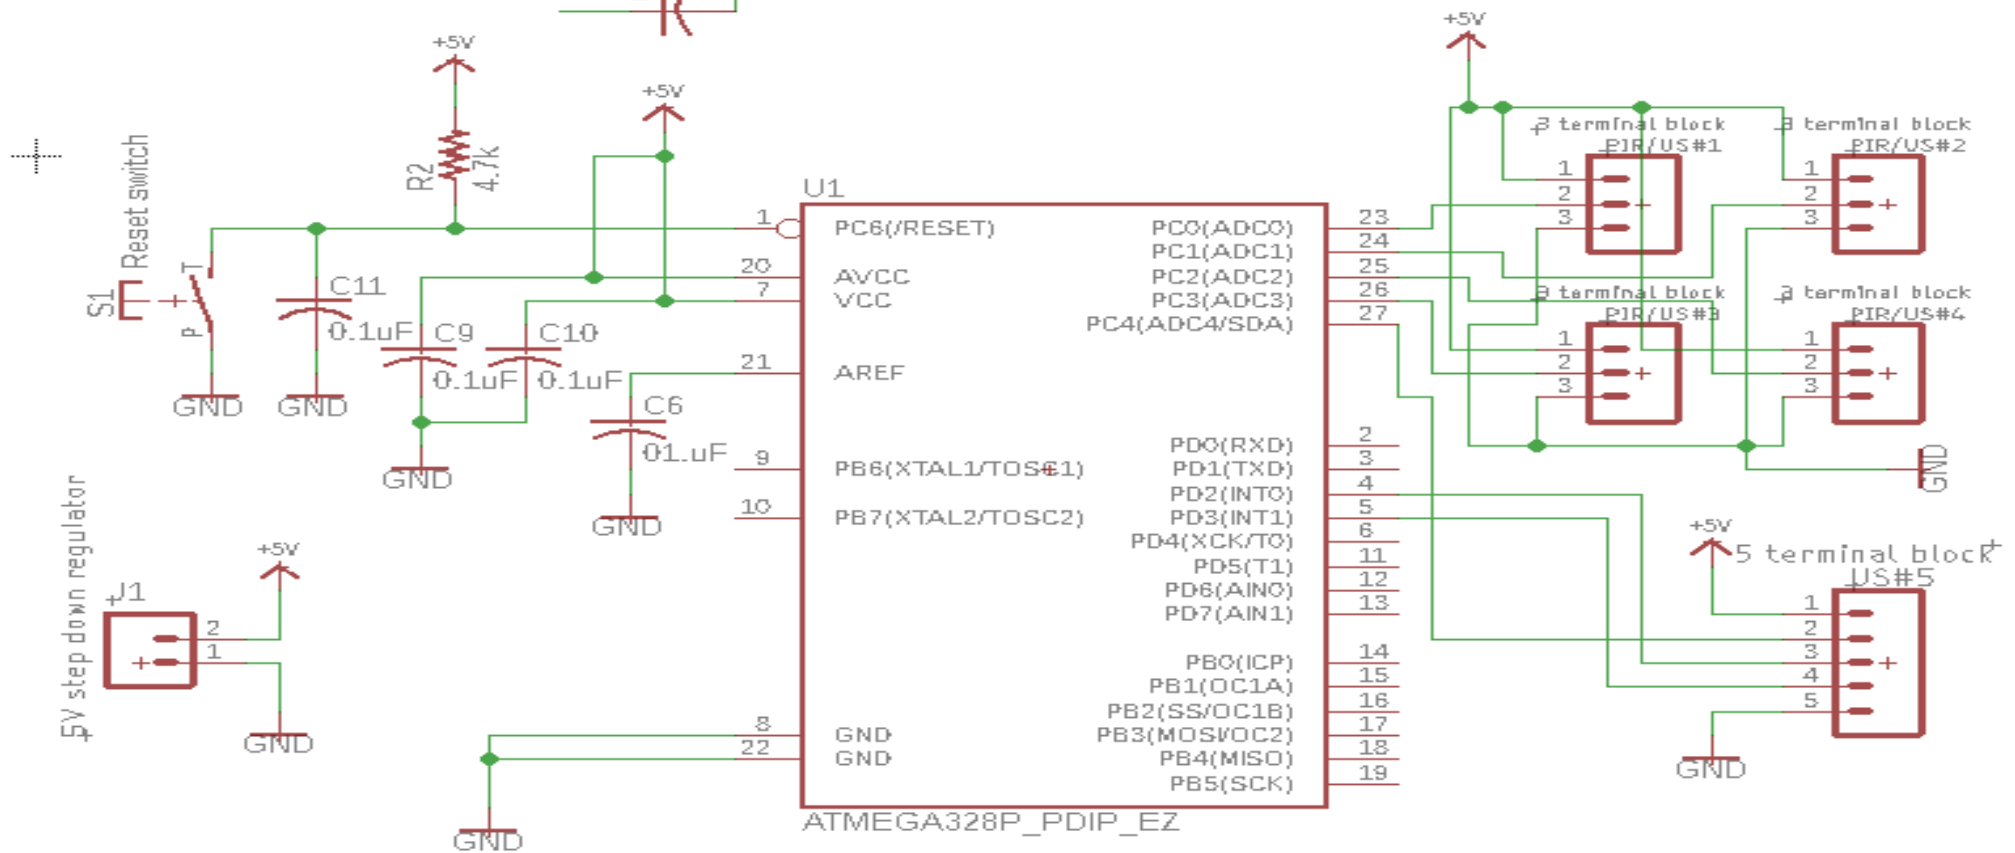 +5V
+5V
+5V
Reset switch
S1
T
P
R2
4.7k
C11
0.1uF
C9
0.1uF
C10
0.1uF
C6
01.uF
GND
GND
GND
GND
5V step down regulator
J1
2
1
+5V
GND
U1
1 PC6(/RESET)
20 AVCC
7 VCC
21 AREF
9 PB6(XTAL1/TOSC1)
10 PB7(XTAL2/TOSC2)
8 GND
22 GND
GND
PC0(ADC0) 23
PC1(ADC1) 24
PC2(ADC2) 25
PC3(ADC3) 26
PC4(ADC4/SDA) 27
PD0(RXD) 2
PD1(TXD) 3
PD2(INT0) 4
PD3(INT1) 5
PD4(XCK/T0) 6
PD5(T1) 11
PD6(AIN0) 12
PD7(AIN1) 13
PB0(ICP) 14
PB1(OC1A) 15
PB2(SS/OC1B) 16
PB3(MOSI/OC2) 17
PB4(MISO) 18
PB5(SCK) 19
ATMEGA328P_PDIP_EZ
3 terminal block
PIR/US#1
1
2
3
3 terminal block
PIR/US#2
1
2
3
3 terminal block
PIR/US#3
1
2
3
3 terminal block
PIR/US#4
1
2
3
GND
+5V
5 terminal block
US#5
1
2
3
4
5
GND